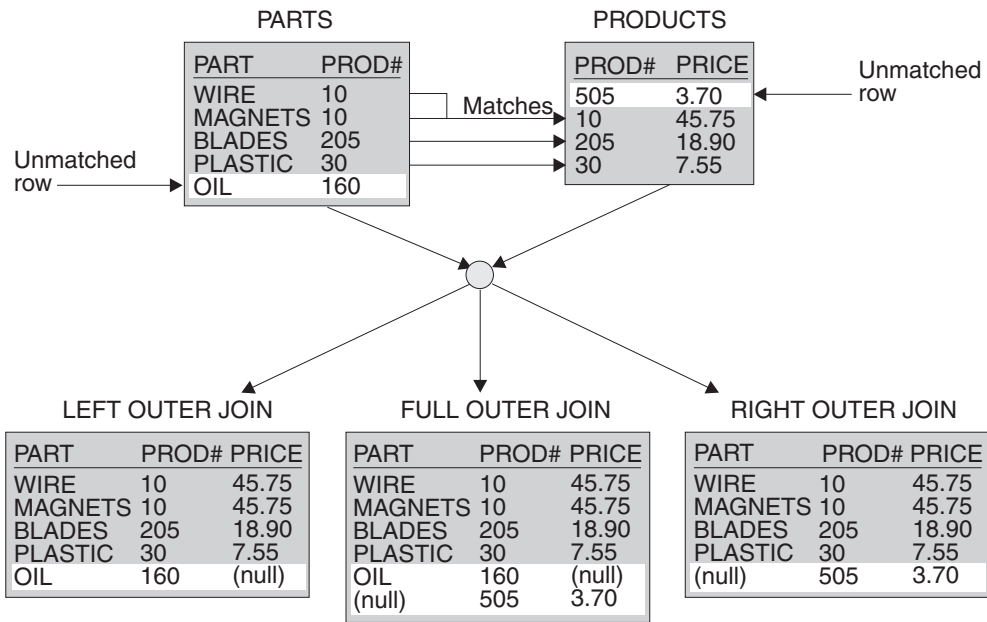 PARTS
PART PROD#
WIRE 10
MAGNETS 10
BLADES 205
PLASTIC 30
OIL 160
Unmatched
row
Matches
PRODUCTS
PROD# PRICE
505 3.70
10 45.75
205 18.90
30 7.55
Unmatched
row
LEFT OUTER JOIN
PART PROD# PRICE
WIRE 10 45.75
MAGNETS 10 45.75
BLADES 205 18.90
PLASTIC 30 7.55
OIL 160 (null)
FULL OUTER JOIN
PART PROD# PRICE
WIRE 10 45.75
MAGNETS 10 45.75
BLADES 205 18.90
PLASTIC 30 7.55
OIL 160 (null)
(null) 505 3.70
RIGHT OUTER JOIN
PART PROD# PRICE
WIRE 10 45.75
MAGNETS 10 45.75
BLADES 205 18.90
PLASTIC 30 7.55
(null) 505 3.70